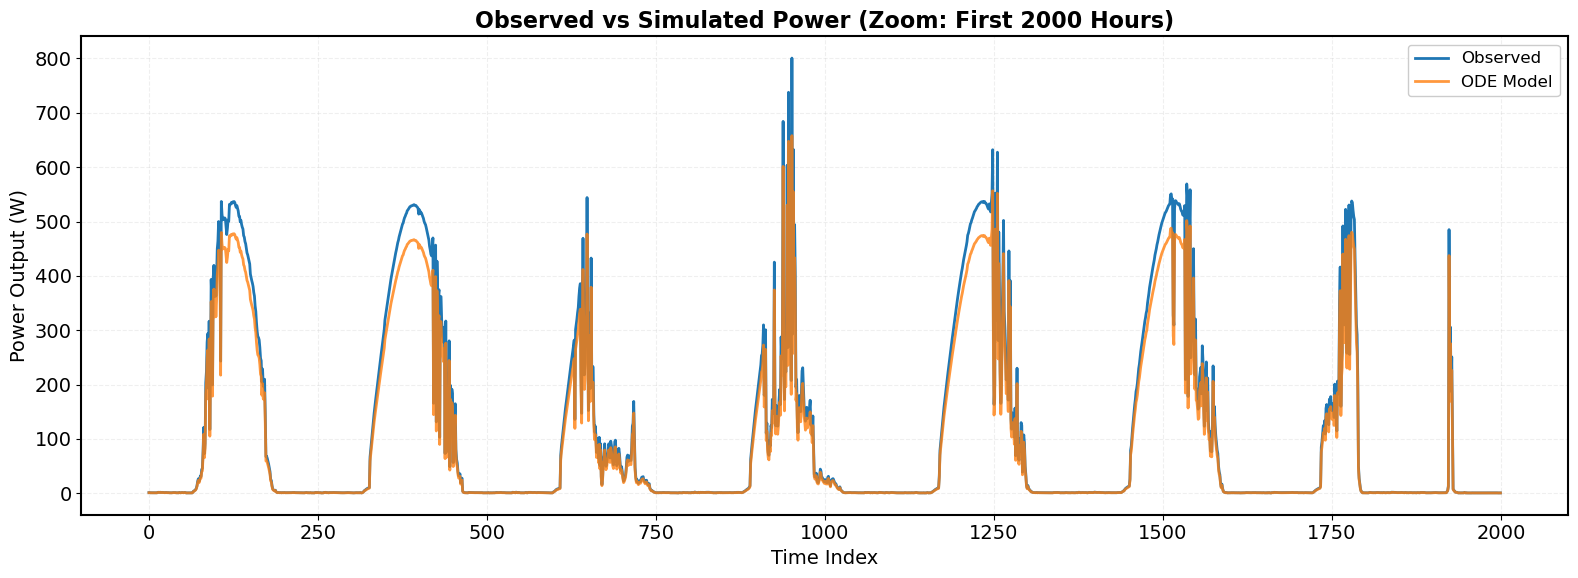 Observed vs Simulated Power (Zoom: First 2000 Hours)
Observed
ODE Model
Power Output (W)
800
700
600
500
400
300
200
100
0
0 250 500 750 1000 1250 1500 1750 2000
Time Index